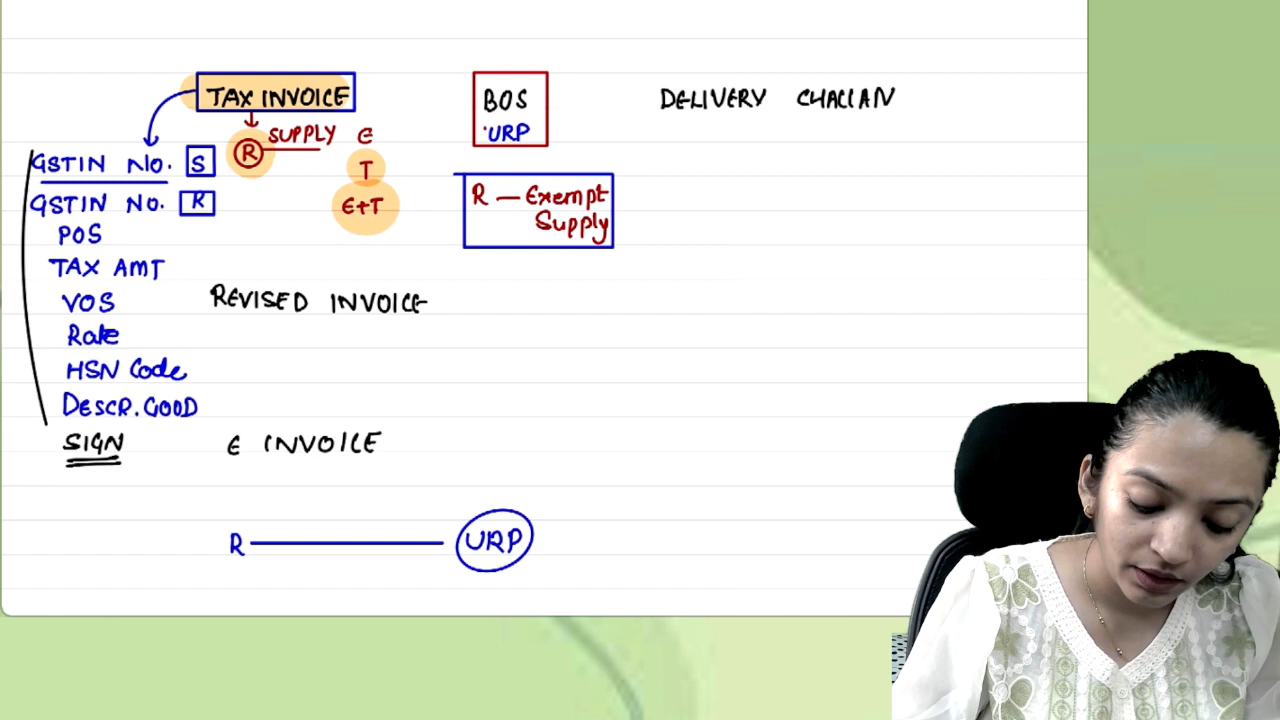 TAX INVOICE
BOS
URP
DELIVERY CHALLAN
R SUPPLY E
T
E+T
GSTIN NO. S
GSTIN NO. R
POS
TAX AMT
VOS
Rate
HSN Code
DESCR. GOOD
SIGN
R — Exempt
Supply
REVISED INVOICE
E INVOICE
R — URP